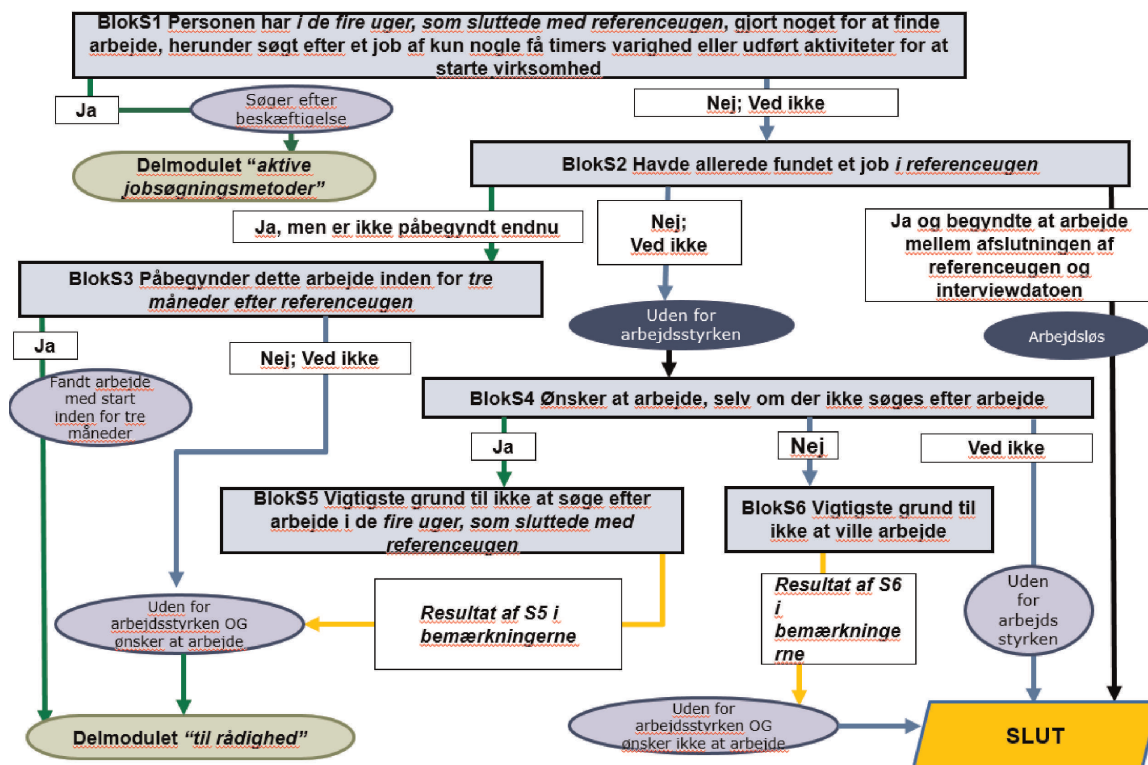 BlokS1 Personen har i de fire uger, som sluttede med referenceugen, gjort noget for at finde
arbejde, herunder søgt efter et job af kun nogle få timers varighed eller udført aktiviteter for at
starte virksomhed
Ja
Søger efter
beskæftigelse
Nej; Ved ikke
Delmodulet “aktive
jobsøgningsmetoder”
BlokS2 Havde allerede fundet et job i referenceugen
Ja, men er ikke påbegyndt endnu
Nej;
Ved ikke
Ja og begyndte at arbejde
mellem afslutningen af
referenceugen og
interviewdatoen
BlokS3 Påbegynder dette arbejde inden for tre
måneder efter referenceugen
Uden for
arbejdsstyrken
Arbejdsløs
Ja
Nej; Ved ikke
Fandt arbejde
med start
inden for tre
måneder
BlokS4 Ønsker at arbejde, selv om der ikke søges efter arbejde
Ja
Nej
Ved ikke
BlokS5 Vigtigste grund til ikke at søge efter
arbejde i de fire uger, som sluttede med
referenceugen
BlokS6 Vigtigste grund til
ikke at ville arbejde
Uden for
arbejdsstyrken OG
ønsker at arbejde
Resultat af S5 i
bemærkningerne
Resultat af S6
i
bemærkninge
rne
Uden
for
arbejds
styrken
Delmodulet “til rådighed”
Uden for
arbejdsstyrken OG
ønsker ikke at arbejde
SLUT